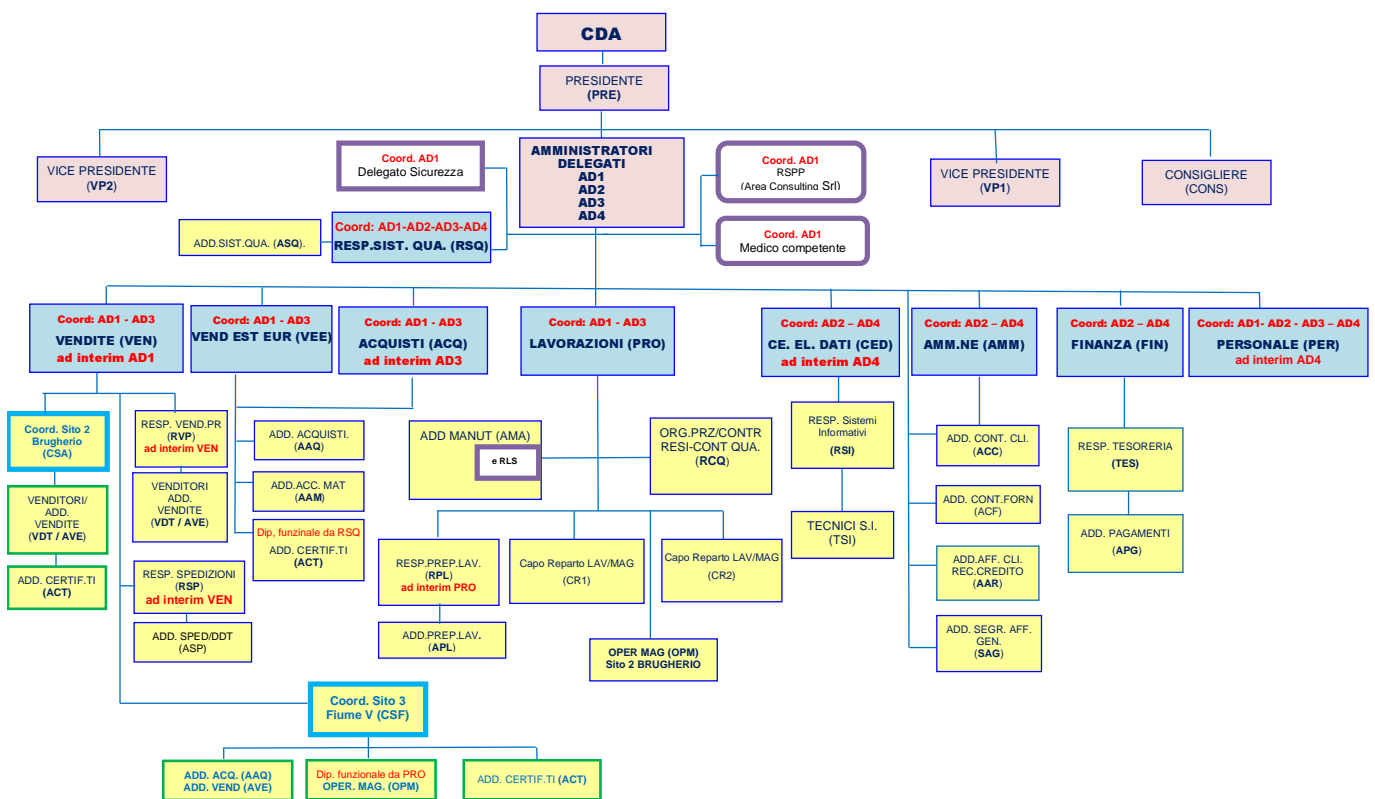 CDA
PRESIDENTE
(PRE)
VICE PRESIDENTE
(VP2)
Coord. AD1
Delegato Sicurezza
AMMINISTRATORI
DELEGATI
AD1
AD2
AD3
AD4
Coord. AD1
RSPP
(Area Consulting Srl)
VICE PRESIDENTE
(VP1)
CONSIGLIERE
(CONS)
ADD.SIST.QUA. (ASQ).
Coord: AD1-AD2-AD3-AD4
RESP.SIST. QUA. (RSQ)
Coord. AD1
Medico competente
Coord: AD1 - AD3
VENDITE (VEN)
ad interim AD1
Coord: AD1 - AD3
VEND EST EUR (VEE)
Coord: AD1 - AD3
ACQUISTI (ACQ)
ad interim AD3
Coord: AD1 - AD3
LAVORAZIONI (PRO)
Coord: AD2 – AD4
CE. EL. DATI (CED)
ad interim AD4
Coord: AD2 – AD4
AMM.NE (AMM)
Coord: AD2 – AD4
FINANZA (FIN)
Coord: AD1- AD2 - AD3 – AD4
PERSONALE (PER)
ad interim AD4
Coord. Sito 2
Brugherio
(CSA)
RESP. VEND.PR
(RVP)
ad interim VEN
ADD. ACQUISTI.
(AAQ)
ADD MANUT (AMA)
e RLS
ORG.PRZ/CONTR
RESI-CONT QUA.
(RCQ)
RESP. Sistemi
Informativi
(RSI)
ADD. CONT. CLI.
(ACC)
RESP. TESORERIA
(TES)
VENDITORI/
ADD.
VENDITE
(VDT / AVE)
VENDITORI
ADD.
VENDITE
(VDT / AVE)
ADD.ACC. MAT
(AAM)
ADD. CONT.FORN
(ACF)
Dip, funzinale da RSQ
ADD. CERTIF.TI
(ACT)
TECNICI S.I.
(TSI)
ADD. PAGAMENTI
(APG)
ADD. CERTIF.TI
(ACT)
RESP. SPEDIZIONI
(RSP)
ad interim VEN
RESP.PREP.LAV.
(RPL)
ad interim PRO
Capo Reparto LAV/MAG
(CR1)
Capo Reparto LAV/MAG
(CR2)
ADD.AFF. CLI.
REC.CREDITO
(AAR)
ADD. SPED/DDT
(ASP)
ADD.PREP.LAV.
(APL)
OPER MAG (OPM)
Sito 2 BRUGHERIO
ADD. SEGR. AFF.
GEN.
(SAG)
Coord. Sito 3
Fiume V (CSF)
ADD. ACQ. (AAQ)
ADD. VEND (AVE)
Dip. funzionale da PRO
OPER. MAG. (OPM)
ADD. CERTIF.TI (ACT)